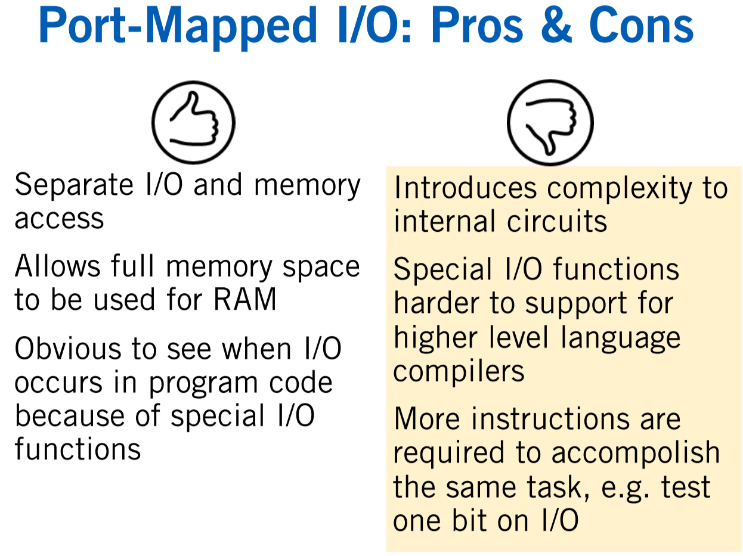 Port-Mapped I/O: Pros & Cons
Separate I/O and memory
access
Allows full memory space
to be used for RAM
Obvious to see when I/O
occurs in program code
because of special I/O
functions
Introduces complexity to
internal circuits
Special I/O functions
harder to support for
higher level language
compilers
More instructions are
required to accompolish
the same task, e.g. test
one bit on I/O